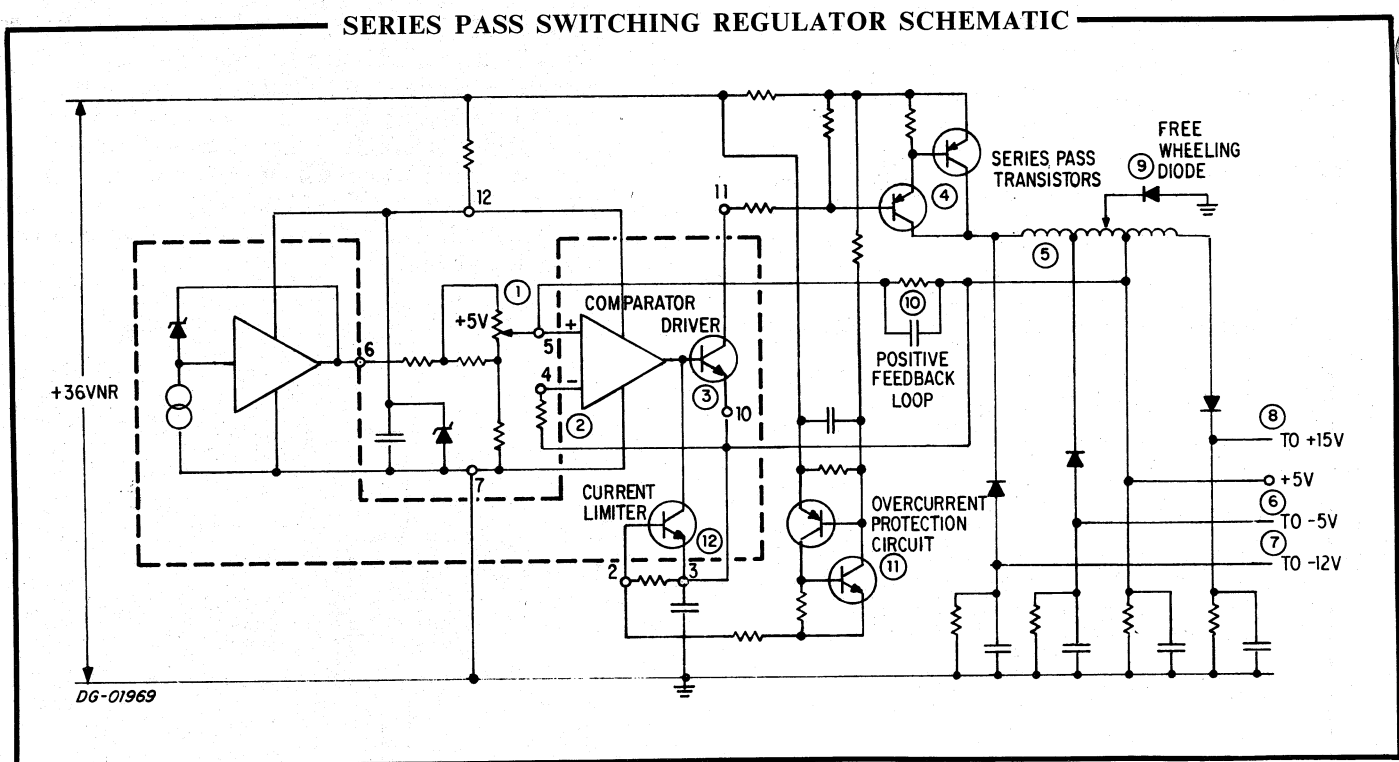 SERIES PASS SWITCHING REGULATOR SCHEMATIC
FREE
WHEELING
DIODE
9
SERIES PASS
TRANSISTORS
4
11
12
5
1
+5V
COMPARATOR
DRIVER
+
5
10
POSITIVE
FEEDBACK
LOOP
6
4
-
2
3
10
+36VNR
8
TO +15V
+5V
6
TO -5V
7
TO -12V
7
CURRENT
LIMITER
12
OVERCURRENT
PROTECTION
CIRCUIT
11
2
3
DG-01969